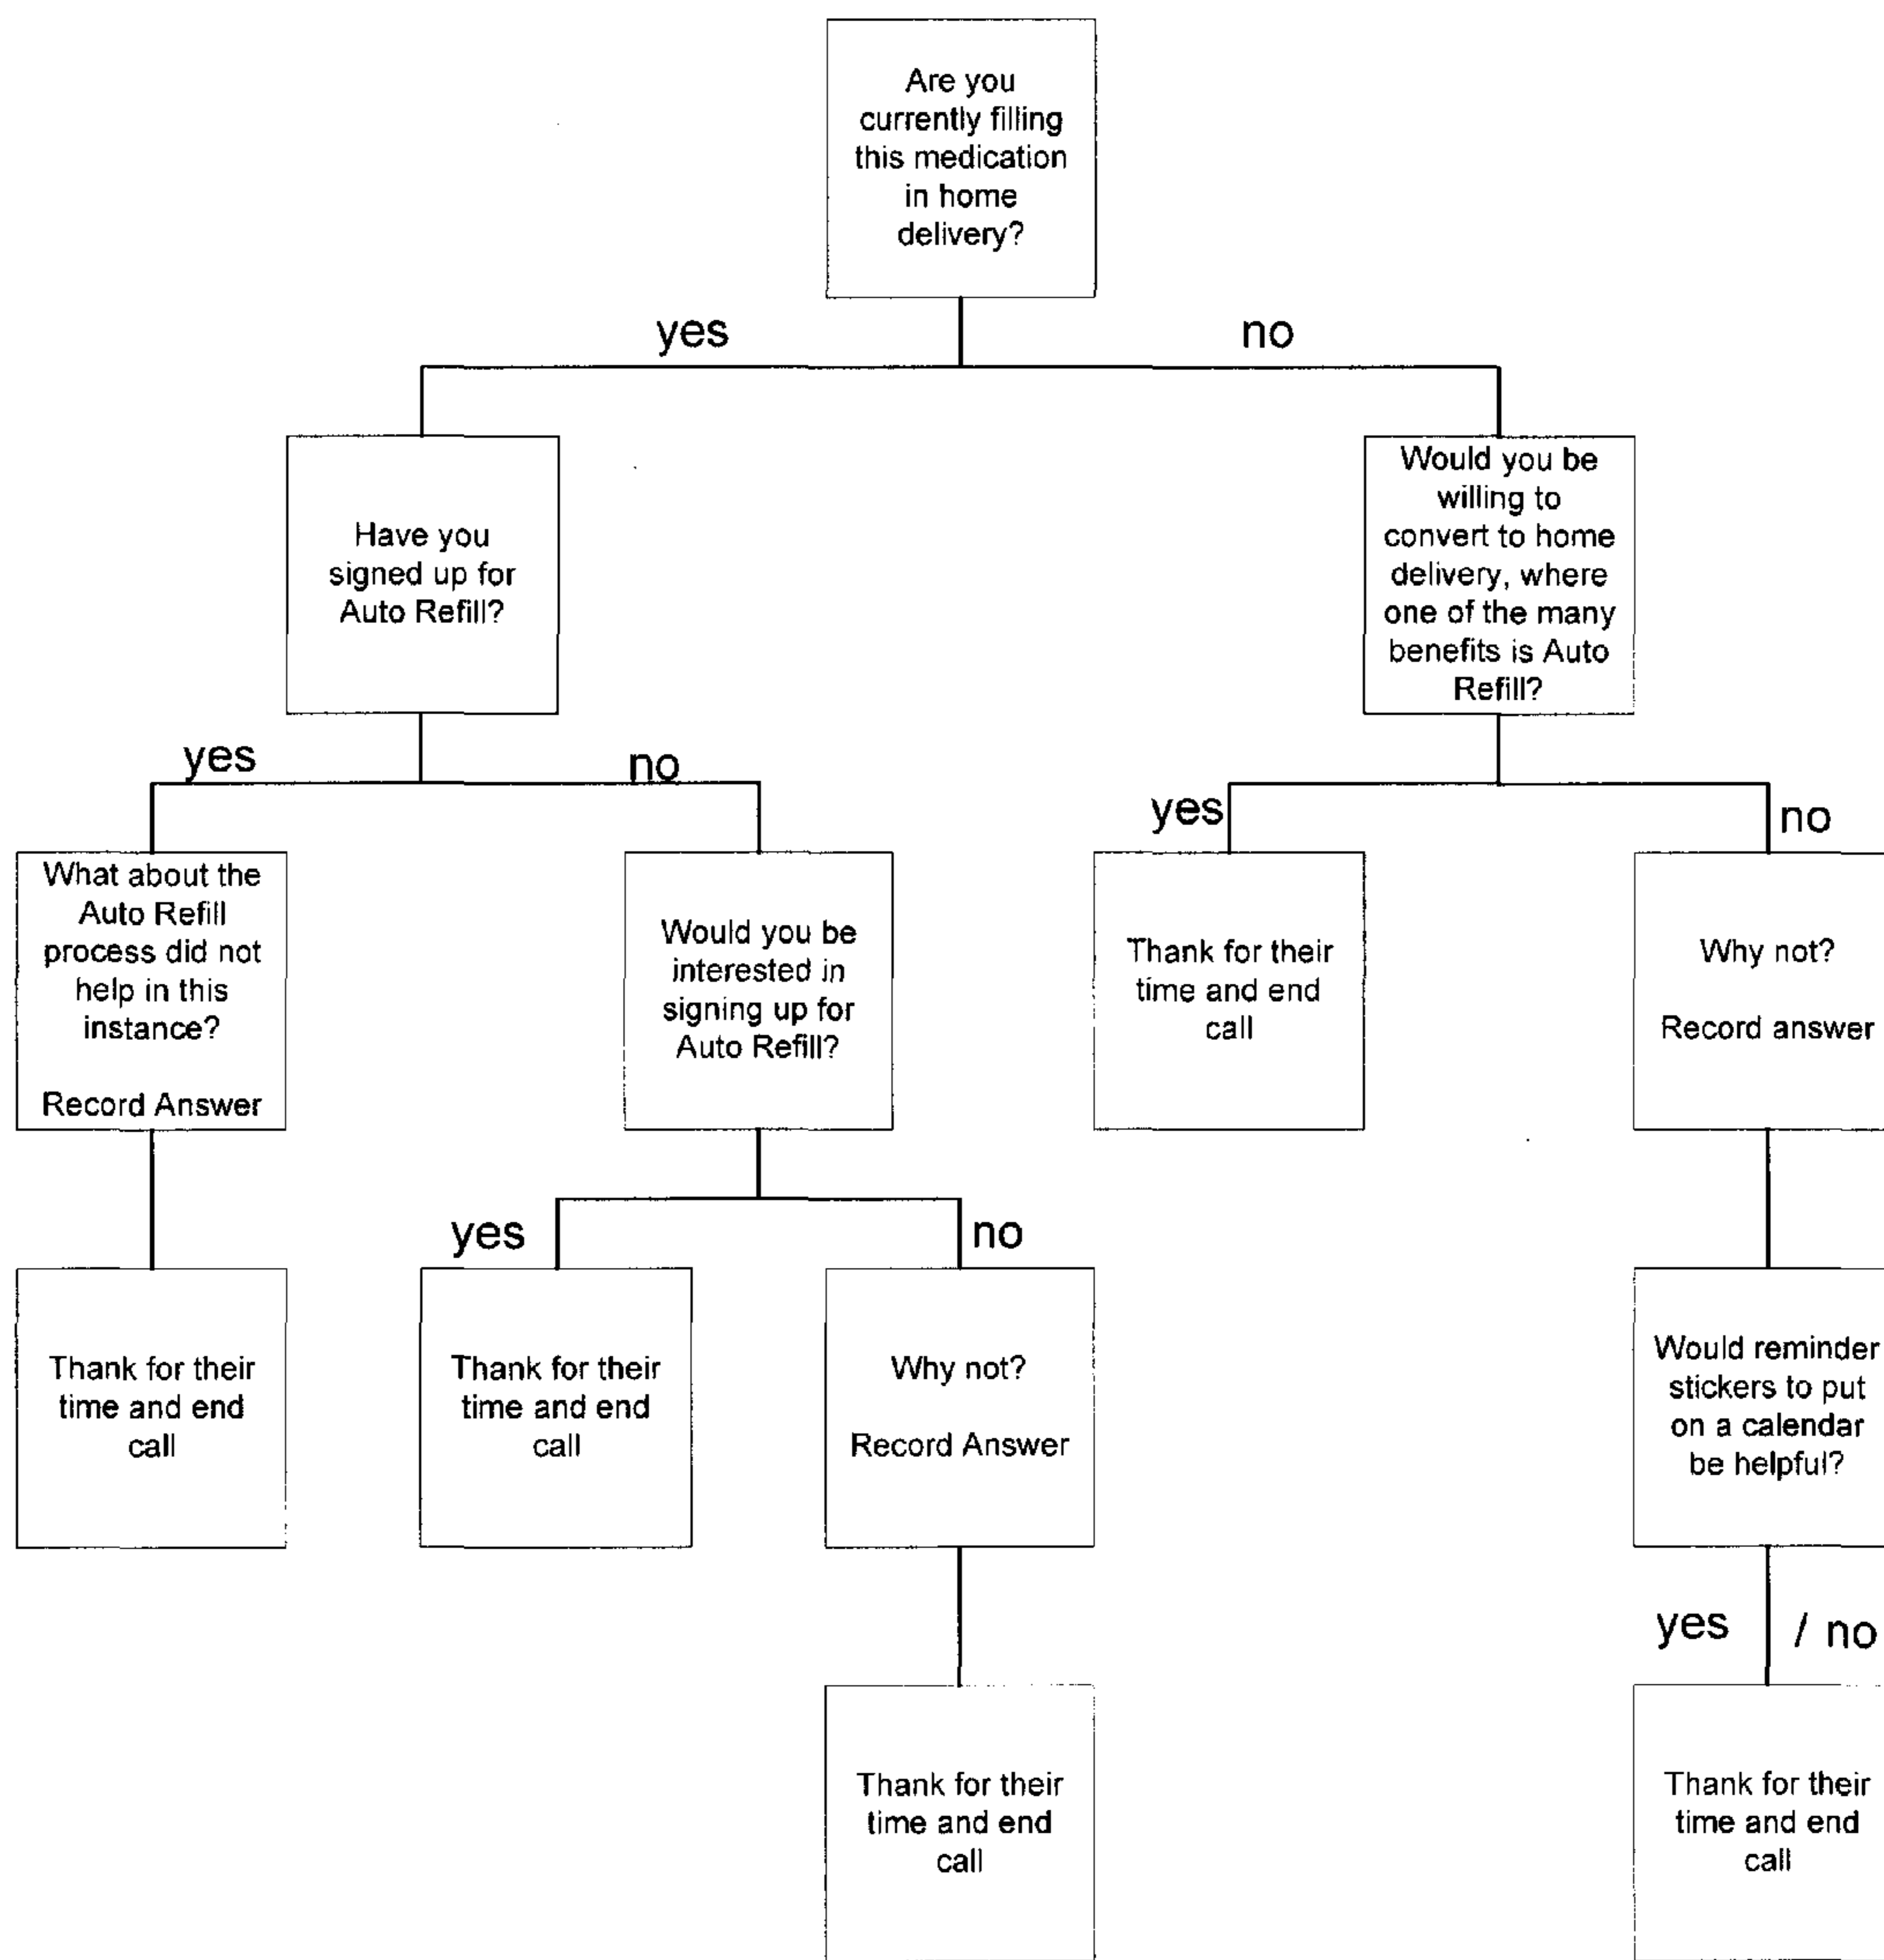 Are you
currently filling
this medication
in home
delivery?
yes
no
Have you
signed up for
Auto Refill?
Would you be
willing to
convert to home
delivery, where
one of the many
benefits is Auto
Refill?
yes
no
yes
no
What about the
Auto Refill
process did not
help in this
instance?
Record Answer
Would you be
interested in
signing up for
Auto Refill?
Thank for their
time and end
call
Why not?
Record answer
yes
no
Thank for their
time and end
call
Thank for their
time and end
call
Why not?
Record Answer
Would reminder
stickers to put
on a calendar
be helpful?
yes / no
Thank for their
time and end
call
Thank for their
time and end
call